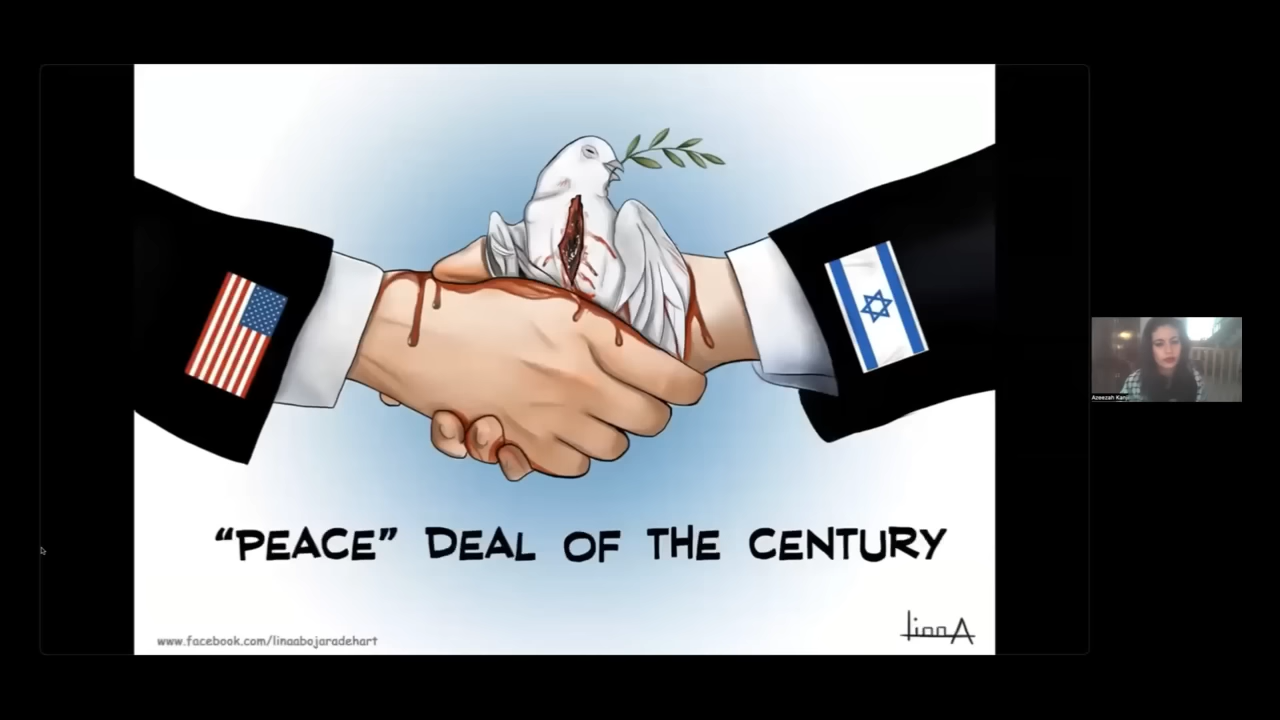 “PEACE” DEAL OF THE CENTURY
www.facebook.com/linaabojaradehart
linaA